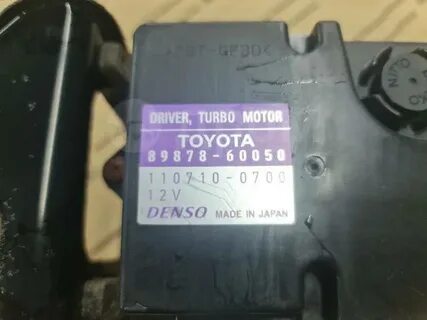 DRIVER, TURBO MOTOR
TOYOTA
89878-60050
110710-0700
12V
DENSO MADE IN JAPAN